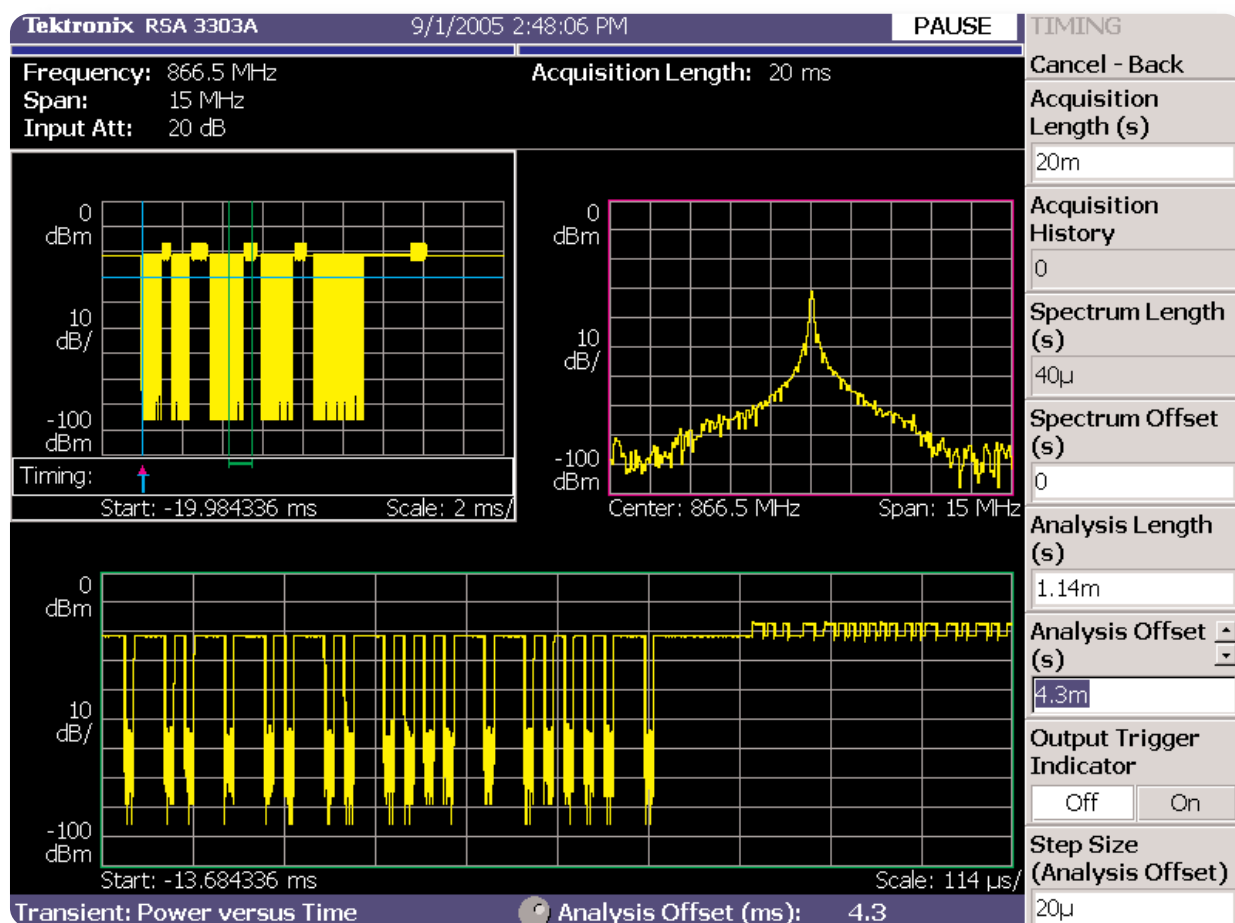 Tektronix RSA 3303A 9/1/2005 2:48:06 PM PAUSE
Frequency: 866.5 MHz
Span: 15 MHz
Input Att: 20 dB
Acquisition Length: 20 ms
0
dBm
10
dB/
-100
dBm
Timing:
Start: -19.984336 ms Scale: 2 ms/
0
dBm
10
dB/
-100
dBm
Center: 866.5 MHz Span: 15 MHz
0
dBm
10
dB/
-100
dBm
Start: -13.684336 ms Scale: 114 µs/
Transient: Power versus Time Analysis Offset (ms): 4.3
TIMING
Cancel - Back
Acquisition
Length (s)
20m
Acquisition
History
0
Spectrum Length
(s)
40µ
Spectrum Offset
(s)
0
Analysis Length
(s)
1.14m
Analysis Offset
(s)
4.3m
Output Trigger
Indicator
Off On
Step Size
(Analysis Offset)
20µ